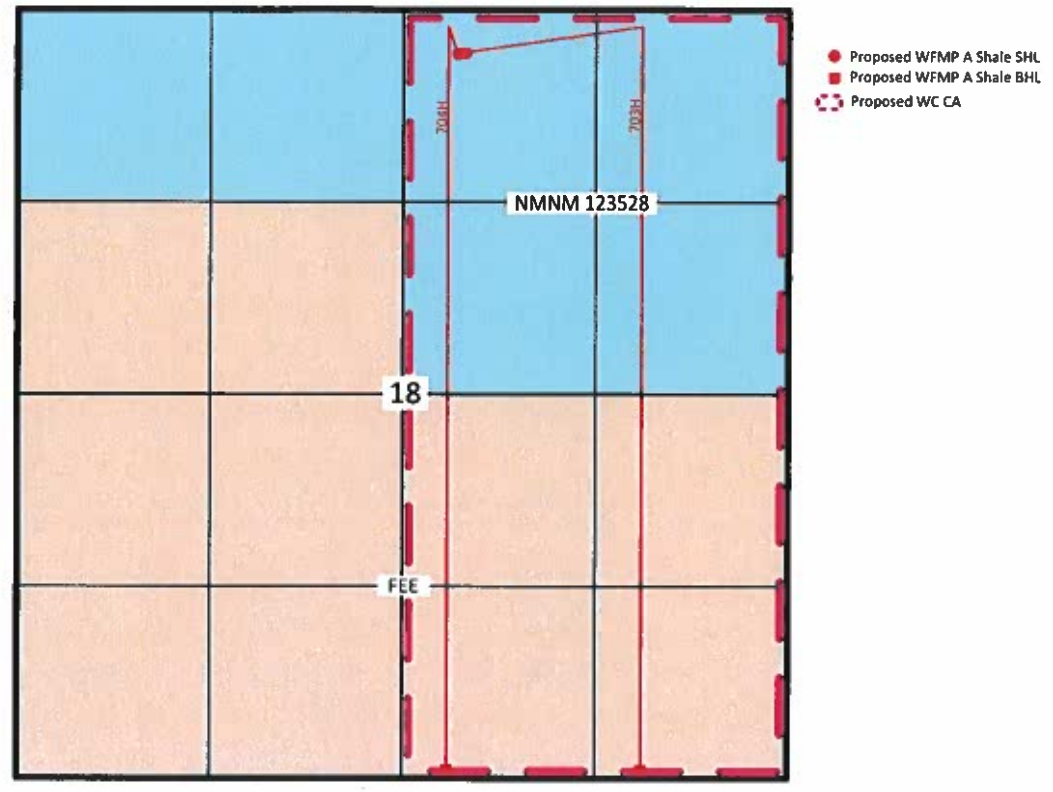 Proposed WFMP A Shale SHL
Proposed WFMP A Shale BHL
Proposed WC CA
704H
703H
NMNM 123528
18
FEE